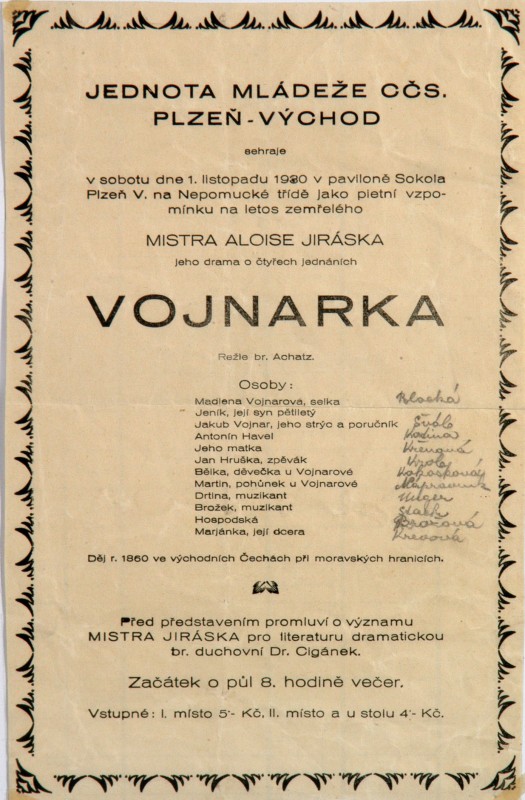 JEDNOTA MLÁDEŽE CČS.
PLZEŇ-VÝCHOD
sehraje
v sobotu dne 1. listopadu 1930 v paviloně Sokola
Plzeň V. na Nepomucké třídě jako pietní vzpo-
mínku na letos zemřelého
MISTRA ALOISE JIRÁSKA
jeho drama o čtyřech jednáních
VOJNARKA
Režie br. Achatz.
Osoby:
Madlena Vojnarová, selka
Jeník, její syn pětiletý
Jakub Vojnar, jeho strýc a poručník
Antonín Havel
Jeho matka
Jan Hruška, zpěvák
Bělka, děvečka u Vojnarové
Martin, pohůnek u Vojnarové
Drtina, muzikant
Brožek, muzikant
Hospodská Brožová
Marjánka, její dcera
Děj r. 1860 ve východních Čechách při moravských hranicích.
Před představením promluví o významu
MISTRA JIRÁSKA pro literaturu dramatickou
br. duchovní Dr. Cigánek.
Začátek o půl 8. hodině večer.
Vstupné: I. místo 5·- Kč, II. místo a u stolu 4·- Kč.